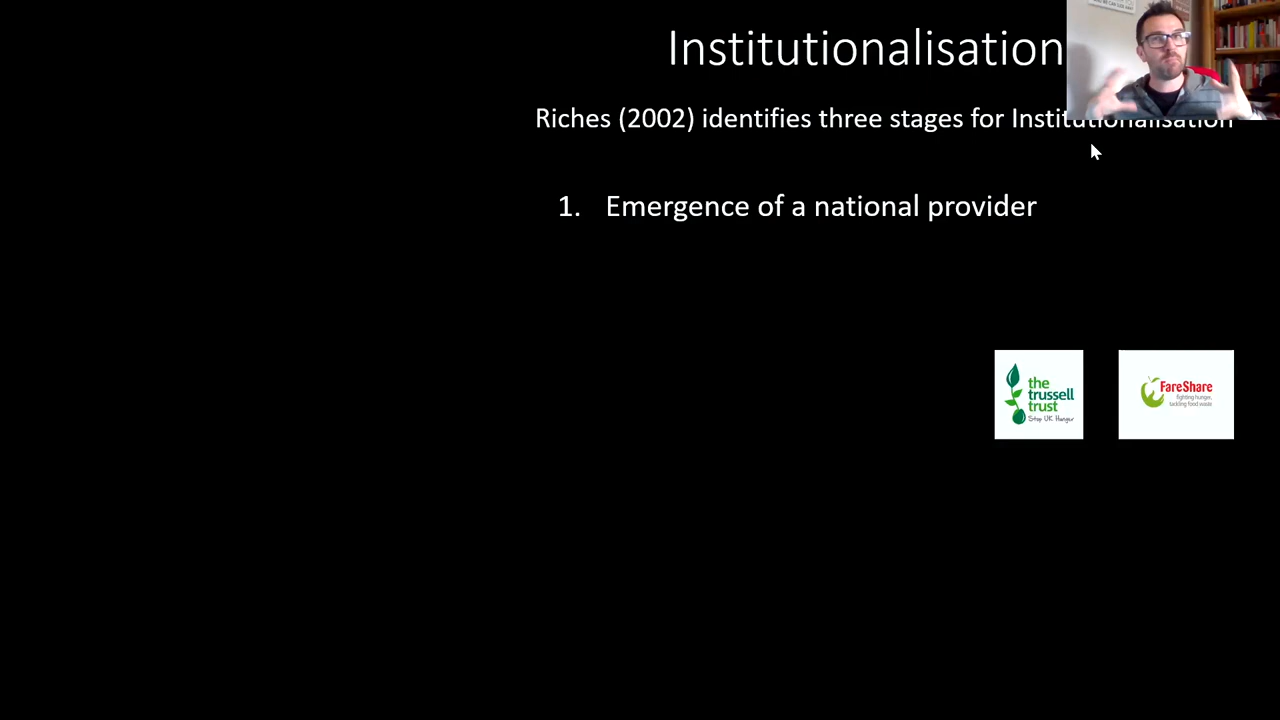 Institutionalisation
Riches (2002) identifies three stages for Institutionalisation
1. Emergence of a national provider
the
trussell
trust
Stop UK Hunger
FareShare
fighting hunger,
tackling food waste